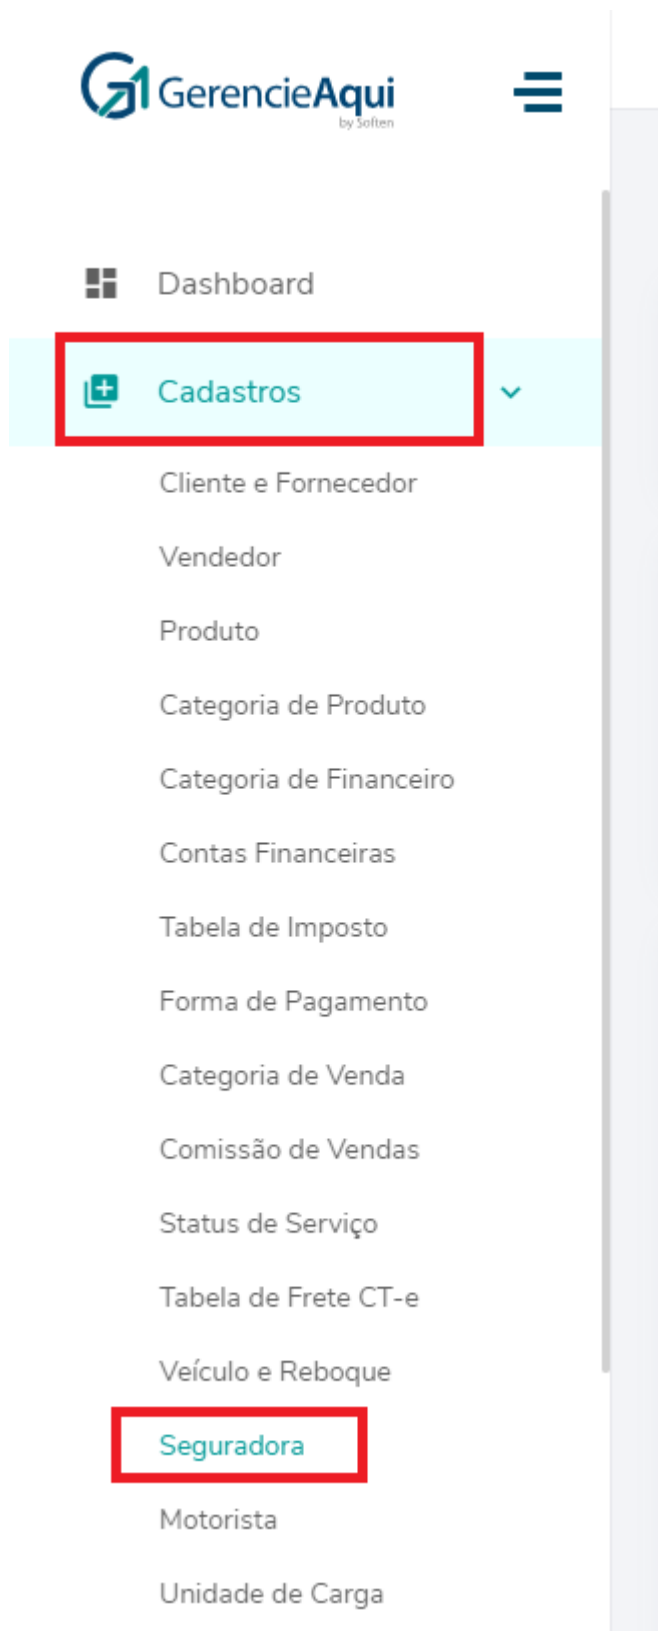 GerencieAqui
by Soften
Dashboard
Cadastros
Cliente e Fornecedor
Vendedor
Produto
Categoria de Produto
Categoria de Financeiro
Contas Financeiras
Tabela de Imposto
Forma de Pagamento
Categoria de Venda
Comissão de Vendas
Status de Serviço
Tabela de Frete CT-e
Veículo e Reboque
Seguradora
Motorista
Unidade de Carga